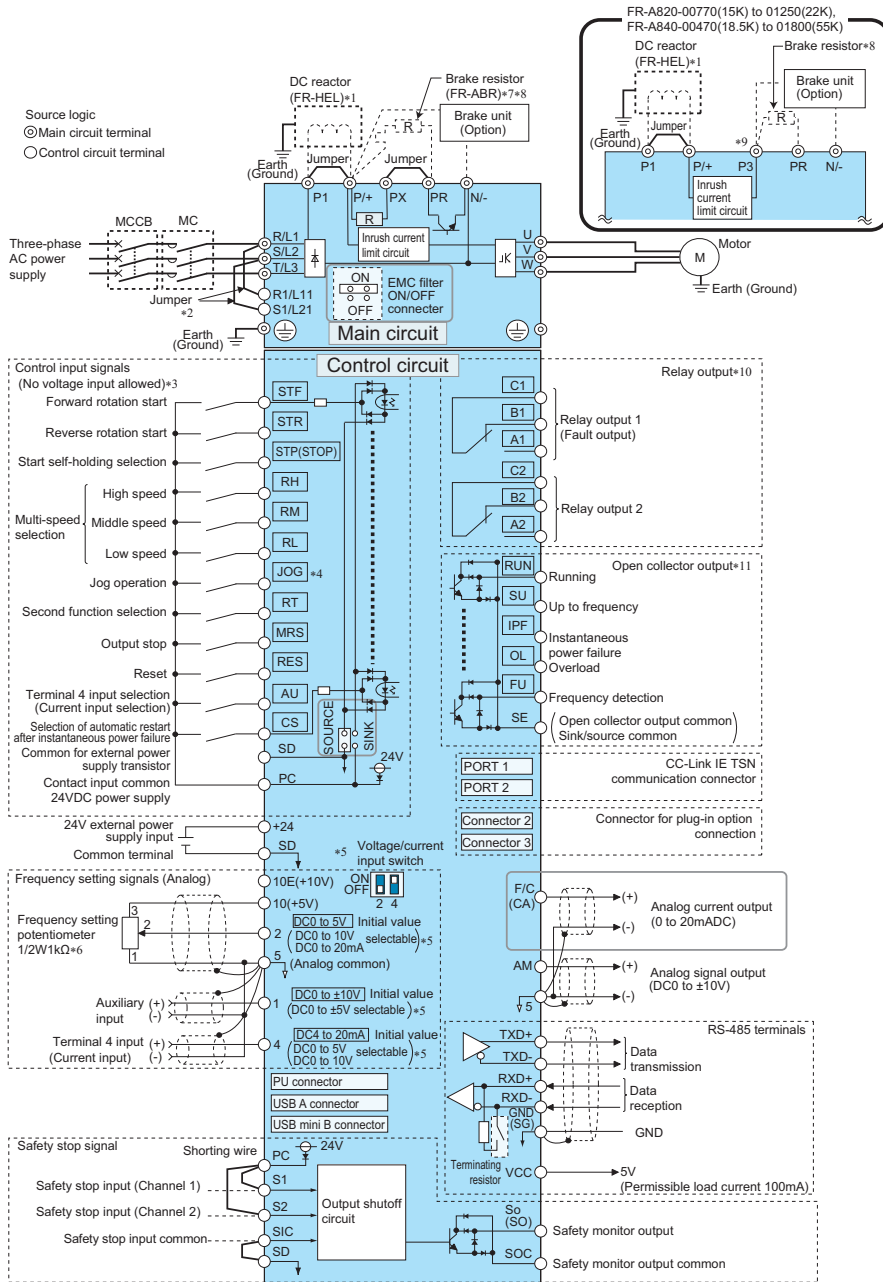 FR-A820-00770(15K) to 01250(22K),
FR-A840-00470(18.5K) to 01800(55K)
DC reactor
(FR-HEL)*1
Brake resistor*8
Brake unit
(Option)
R
Earth
(Ground)
Jumper
*9
P1
P/+
P3
PR
N/-
Inrush
current
limit circuit
Source logic
Main circuit terminal
Control circuit terminal
DC reactor
(FR-HEL)*1
Brake resistor
(FR-ABR)*7*8
Brake unit
(Option)
R
Earth
(Ground)
Jumper
Jumper
P1
P/+
PX
PR
N/-
R
MCCB
MC
Three-phase
AC power
supply
R/L1
S/L2
T/L3
R1/L11
S1/L21
Jumper
*2
Earth
(Ground)
Inrush current
limit circuit
ON
OFF
EMC filter
ON/OFF
connecter
U
V
W
Motor
M
Earth (Ground)
Main circuit
Control circuit
Control input signals
(No voltage input allowed)*3
Forward rotation start
STF
Reverse rotation start
STR
Start self-holding selection
STP(STOP)
Multi-speed
selection
High speed
RH
Middle speed
RM
Low speed
RL
Jog operation
JOG *4
Second function selection
RT
Output stop
MRS
Reset
RES
Terminal 4 input selection
(Current input selection)
AU
Selection of automatic restart
after instantaneous power failure
CS
Common for external power
supply transistor
SD
Contact input common
24VDC power supply
PC
SOURCE
SINK
24V
Relay output*10
C1
B1
A1
Relay output 1
(Fault output)
C2
B2
A2
Relay output 2
Open collector output*11
RUN
Running
SU
Up to frequency
IPF
Instantaneous
power failure
OL
Overload
FU
Frequency detection
SE
Open collector output common
Sink/source common
PORT 1
PORT 2
CC-Link IE TSN
communication connector
Connector 2
Connector 3
Connector for plug-in option
connection
24V external power
supply input
+24
Common terminal
SD
*5
Voltage/current
input switch
ON
OFF
2 4
Frequency setting signals (Analog)
Frequency setting
potentiometer
1/2W1kΩ*6
3
2
1
10E(+10V)
10(+5V)
2
DC0 to 5V Initial value
DC0 to 10V
DC0 to 20mA
selectable *5
5
(Analog common)
Auxiliary
input
(+)
(-)
1
DC0 to ±10V Initial value
(DC0 to ±5V selectable)*5
Terminal 4 input
(Current input)
(+)
(-)
4
DC4 to 20mA Initial value
DC0 to 5V
DC0 to 10V
selectable *5
F/C
(CA)
(+)
(-)
Analog current output
(0 to 20mADC)
AM
(+)
5
(-)
Analog signal output
(DC0 to ±10V)
PU connector
USB A connector
USB mini B connector
RS-485 terminals
TXD+
TXD-
Data
transmission
RXD+
RXD-
Data
reception
GND
(SG)
GND
Terminating
resistor
VCC
5V
(Permissible load current 100mA)
Safety stop signal
Shorting wire
PC
24V
Safety stop input (Channel 1)
S1
Safety stop input (Channel 2)
S2
Safety stop input common
SIC
SD
Output shutoff
circuit
So
(SO)
Safety monitor output
SOC
Safety monitor output common